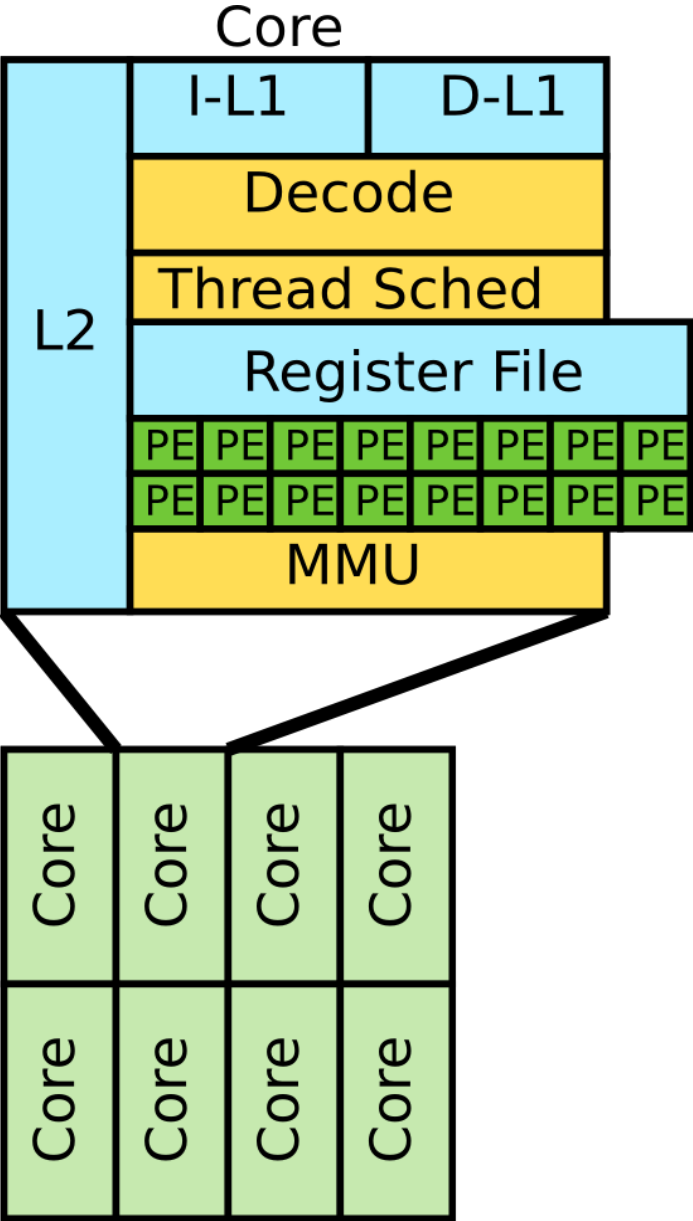 Core
I-L1 D-L1
Decode
Thread Sched
L2
Register File
PE PE PE PE PE PE PE PE
PE PE PE PE PE PE PE PE
MMU
Core Core Core Core
Core Core Core Core